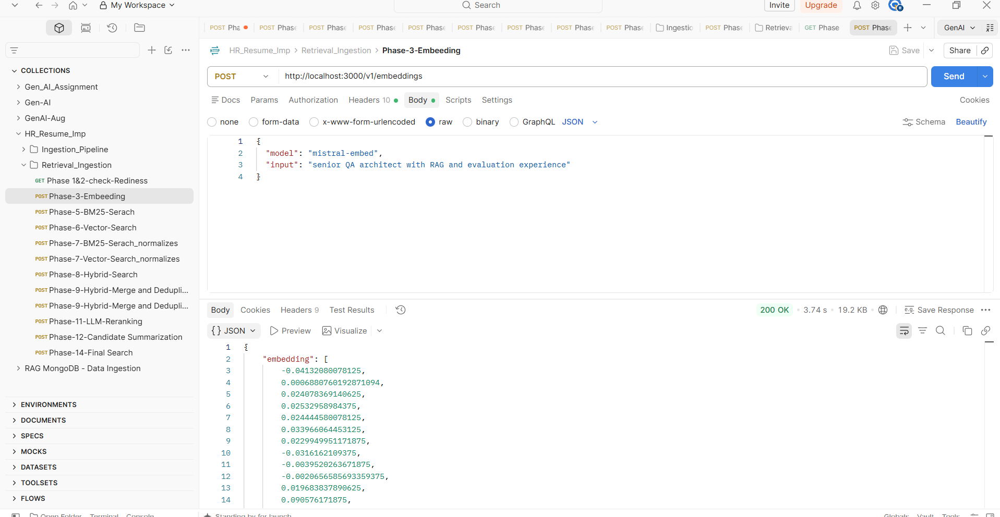 My Workspace
Search
Invite
Upgrade
R
POST Pha
POST Phase
POST Phase
POST Phase
POST Phase
POST Phase
POST Phase
POST Phase
POST Phase
Ingestio
POST Phase
Retrieva
GET Phase
POST Phase
GenAI
HTTP HR_Resume_Imp > Retrieval_Ingestion > Phase-3-Embeeding
Save
Share
COLLECTIONS
Gen_AI_Assignment
Gen-AI
GenAI-Aug
HR_Resume_Imp
Ingestion_Pipeline
Retrieval_Ingestion
GET Phase 1&2-check-Rediness
POST Phase-3-Embeeding
POST Phase-5-BM25-Serach
POST Phase-6-Vector-Search
POST Phase-7-BM25-Serach_normalizes
POST Phase-7-Vector-Search_normalizes
POST Phase-8-Hybrid-Search
POST Phase-9-Hybrid-Merge and Dedupli...
POST Phase-9-Hybrid-Merge and Dedupli...
POST Phase-11-LLM-Reranking
POST Phase-12-Candidate Summarization
POST Phase-14-Final Search
RAG MongoDB - Data Ingestion
ENVIRONMENTS
DOCUMENTS
SPECS
MOCKS
DATASETS
TOOLSETS
FLOWS
POST
http://localhost:3000/v1/embeddings
Send
Docs Params Authorization Headers 10 Body Scripts Settings
Cookies
none form-data x-www-form-urlencoded raw binary GraphQL JSON
Schema Beautify
1 {
2 "model": "mistral-embed",
3 "input": "senior QA architect with RAG and evaluation experience"
4 }
Body Cookies Headers 9 Test Results
200 OK • 3.74 s • 19.2 KB
e.g. Save Response
{} JSON Preview Visualize
1 {
2 "embedding": [
3 -0.04132080078125,
4 0.0006880760192871094,
5 0.024078369140625,
6 0.02532958984375,
7 0.024444580078125,
8 0.033966064453125,
9 0.0229949951171875,
10 -0.0316162109375,
11 -0.0039520263671875,
12 -0.0020656585693359375,
13 0.019683837890625,
14 0.090576171875,
Open Folder Terminal Console
Standing by for launch
Globals Vault Tools